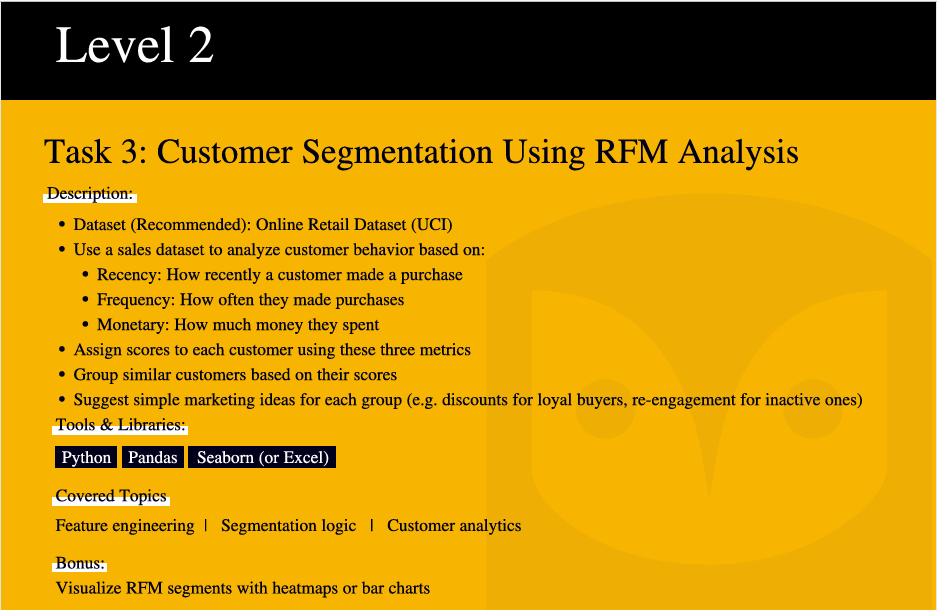 Level 2
Task 3: Customer Segmentation Using RFM Analysis
Description:
• Dataset (Recommended): Online Retail Dataset (UCI)
• Use a sales dataset to analyze customer behavior based on:
• Recency: How recently a customer made a purchase
• Frequency: How often they made purchases
• Monetary: How much money they spent
• Assign scores to each customer using these three metrics
• Group similar customers based on their scores
• Suggest simple marketing ideas for each group (e.g. discounts for loyal buyers, re-engagement for inactive ones)
Tools & Libraries:
Python Pandas Seaborn (or Excel)
Covered Topics
Feature engineering | Segmentation logic | Customer analytics
Bonus:
Visualize RFM segments with heatmaps or bar charts